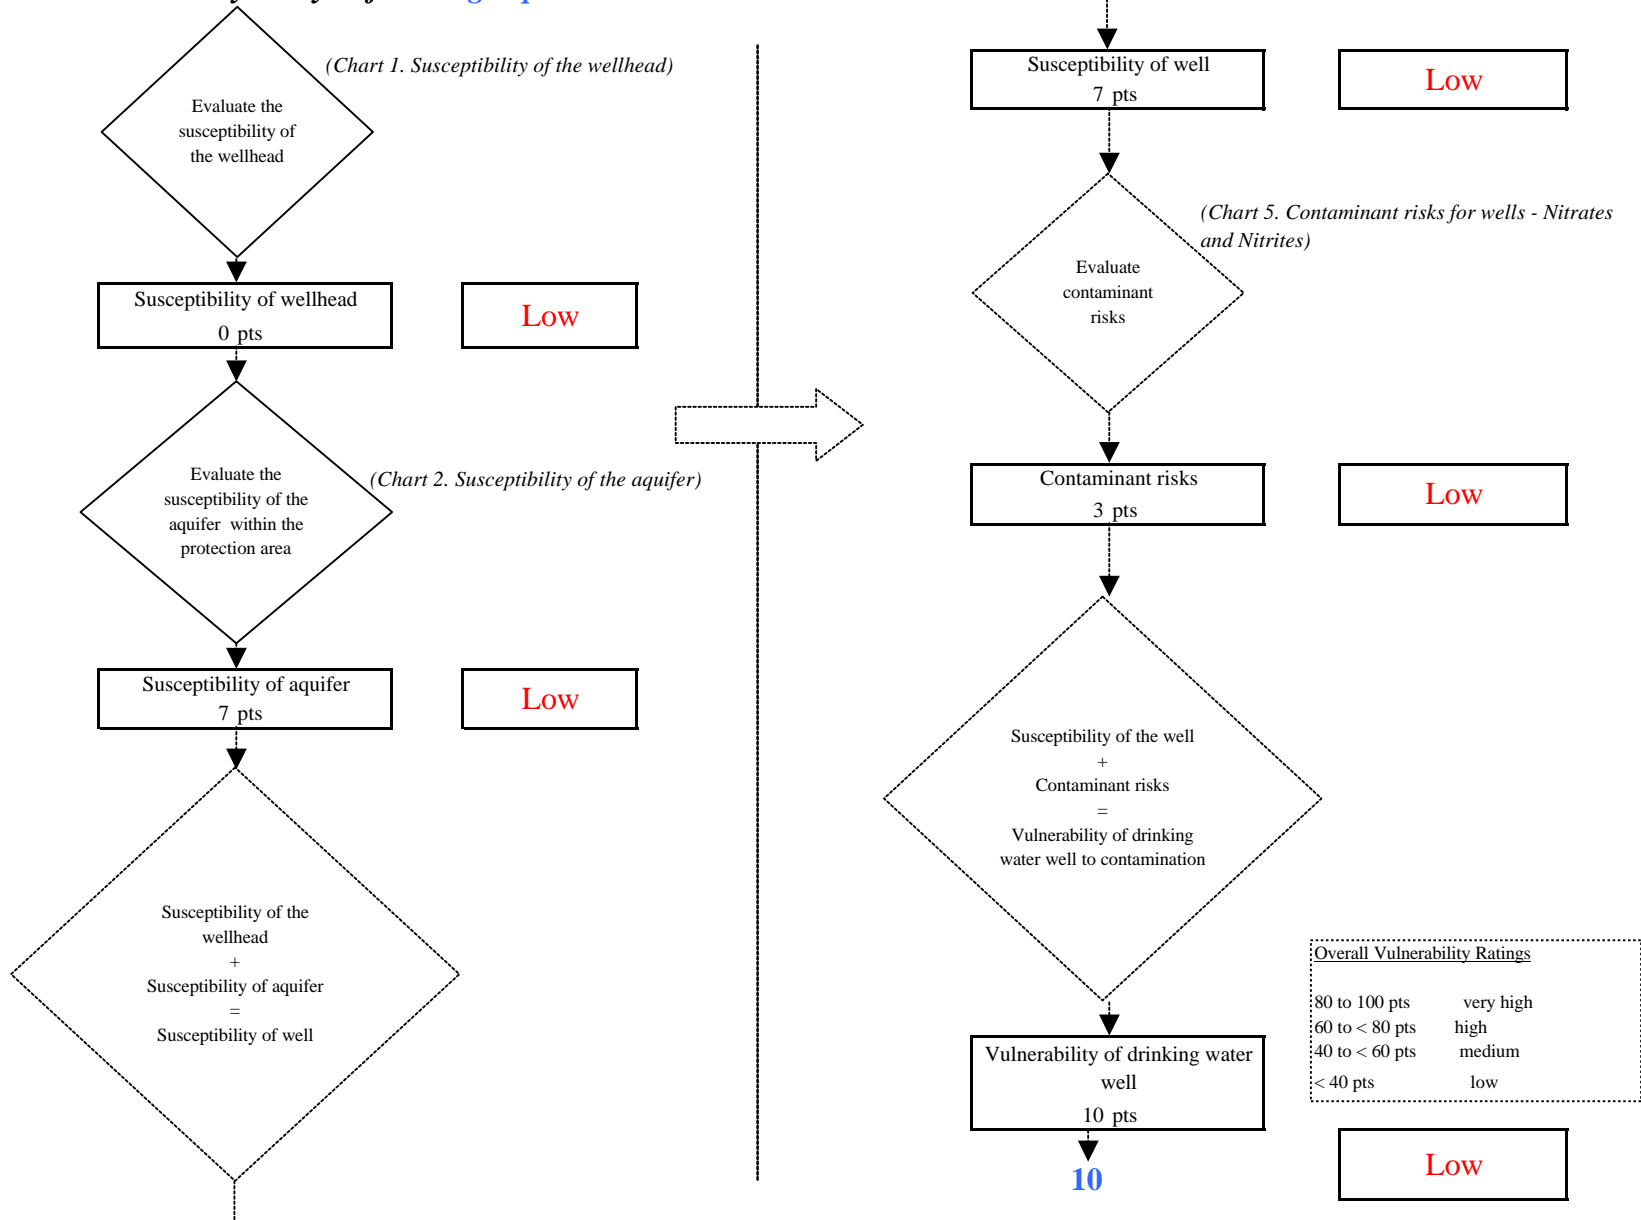 (Chart 1. Susceptibility of the wellhead)
Evaluate the
susceptibility of
the wellhead
Susceptibility of wellhead
0 pts
Low
Evaluate the
susceptibility of the
aquifer within the
protection area
(Chart 2. Susceptibility of the aquifer)
Susceptibility of aquifer
7 pts
Low
Susceptibility of the
wellhead
+
Susceptibility of aquifer
=
Susceptibility of well
Susceptibility of well
7 pts
Low
(Chart 5. Contaminant risks for wells - Nitrates
and Nitrites)
Evaluate
contaminant
risks
Contaminant risks
3 pts
Low
Susceptibility of the well
+
Contaminant risks
=
Vulnerability of drinking
water well to contamination
Overall Vulnerability Ratings
80 to 100 pts very high
60 to < 80 pts high
40 to < 60 pts medium
< 40 pts low
Vulnerability of drinking water
well
10 pts
Low
10